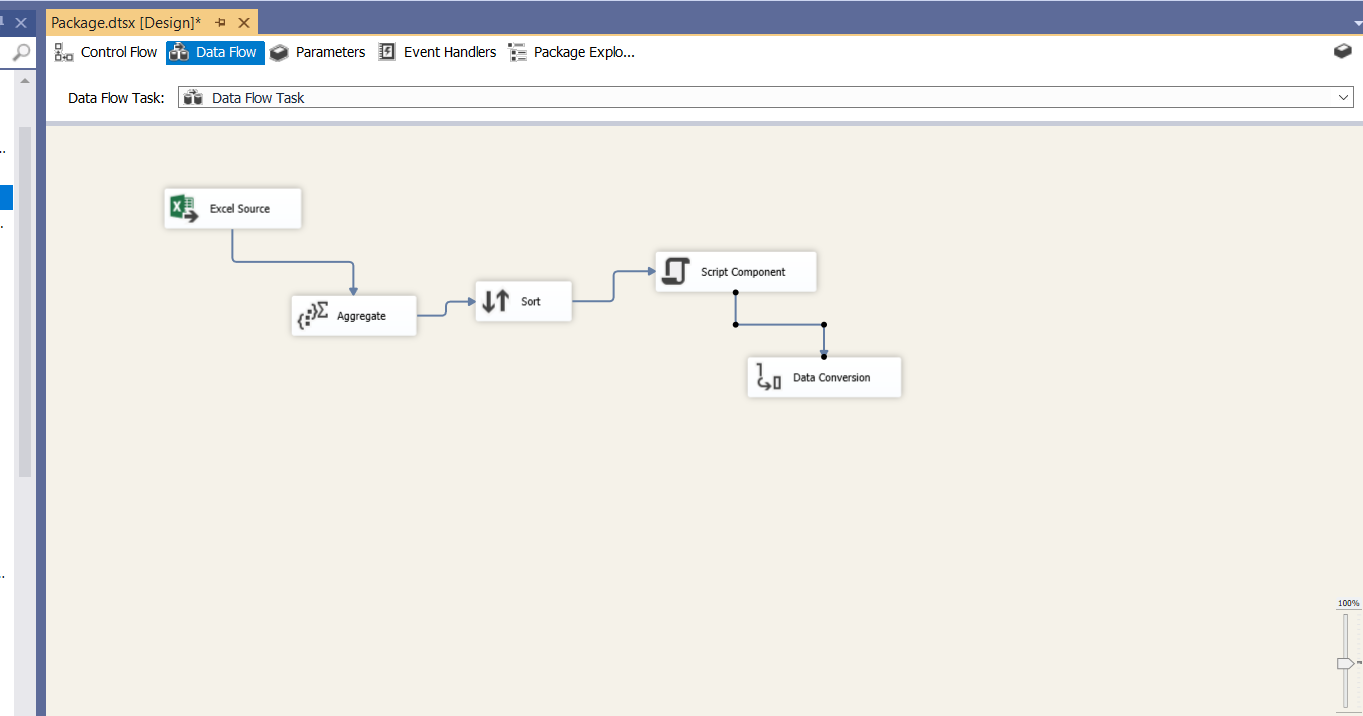 Package.dtsx [Design]*
Control Flow Data Flow Parameters Event Handlers Package Explo...
Data Flow Task: Data Flow Task
Excel Source
Script Component
Sort
Aggregate
Data Conversion
100%